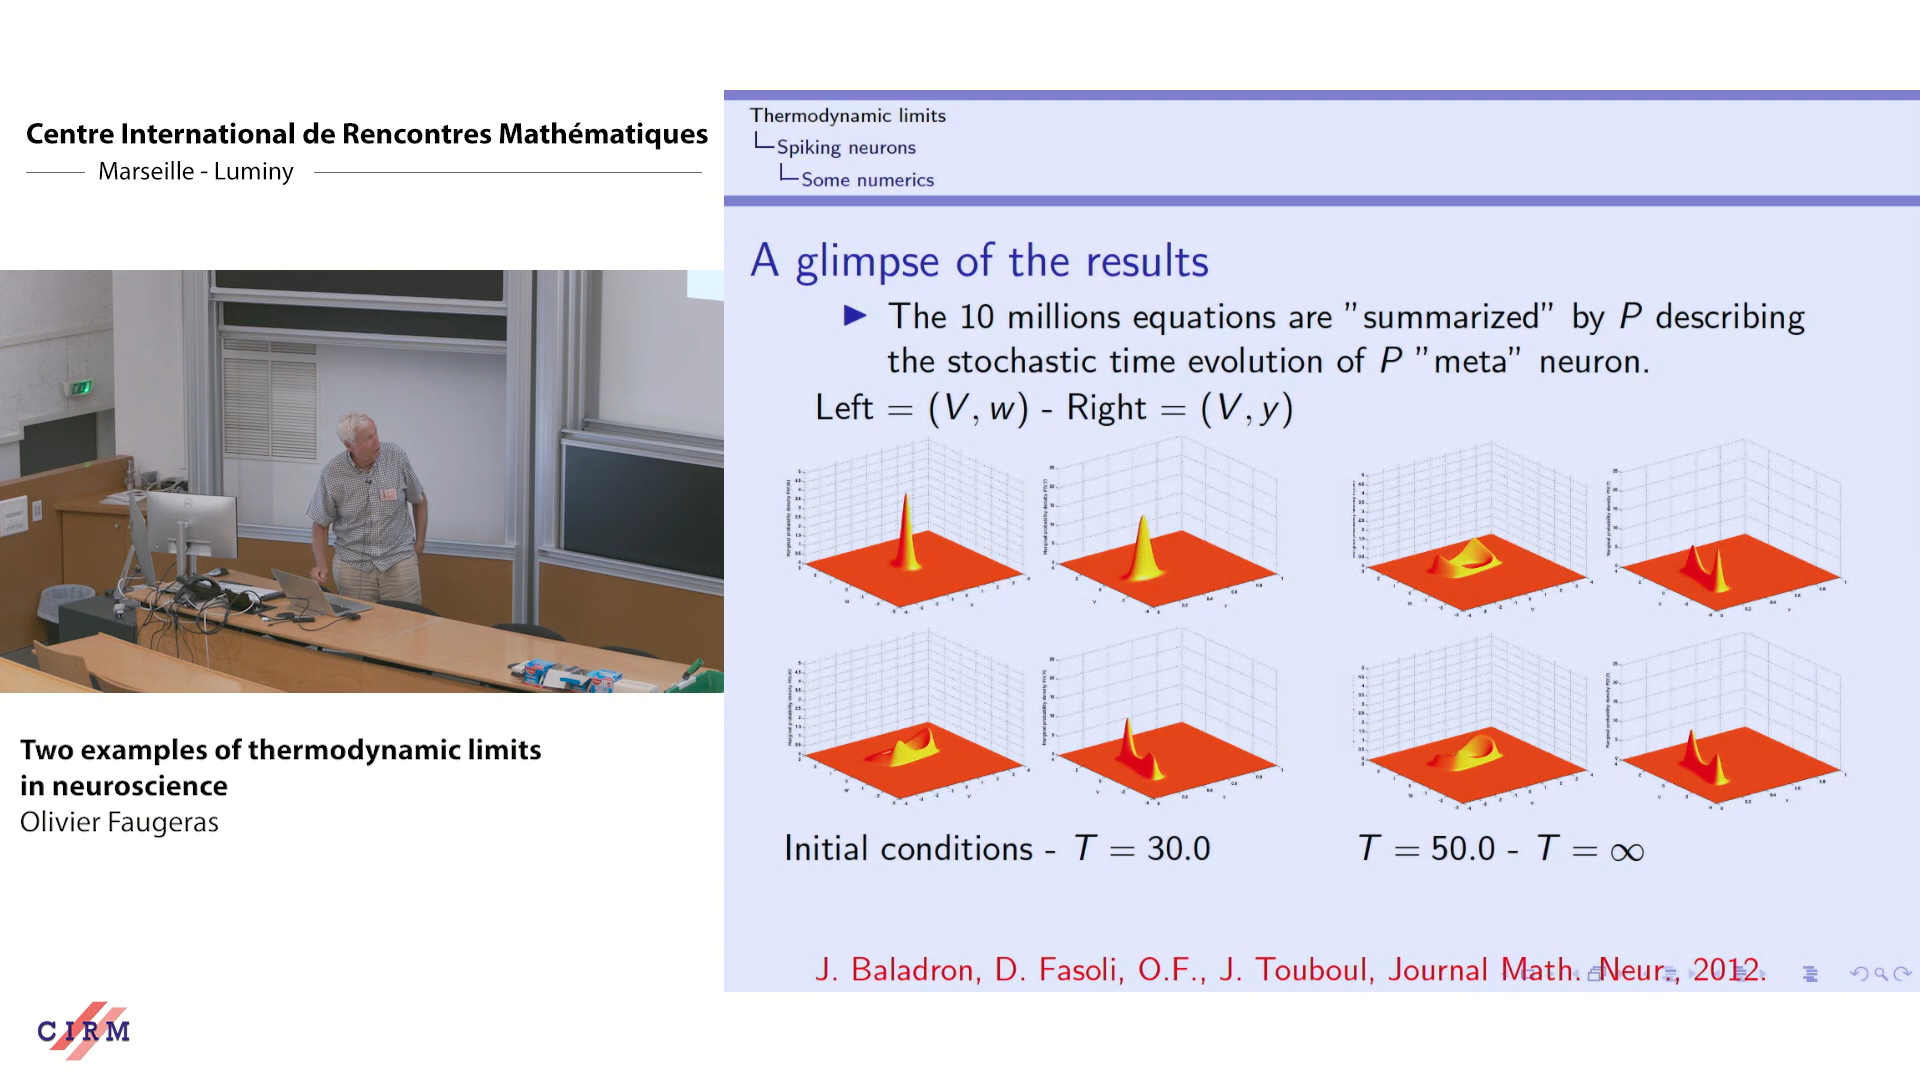 Centre International de Rencontres Mathématiques
Marseille - Luminy
Thermodynamic limits
Spiking neurons
Some numerics
A glimpse of the results
The 10 millions equations are "summarized" by P describing
the stochastic time evolution of P "meta" neuron.
Left = (V, w) - Right = (V, y)
Initial conditions - T = 30.0
T = 50.0 - T = ∞
J. Baladron, D. Fasoli, O.F., J. Touboul, Journal Math. Neur., 2012.
Two examples of thermodynamic limits
in neuroscience
Olivier Faugeras
CIRM